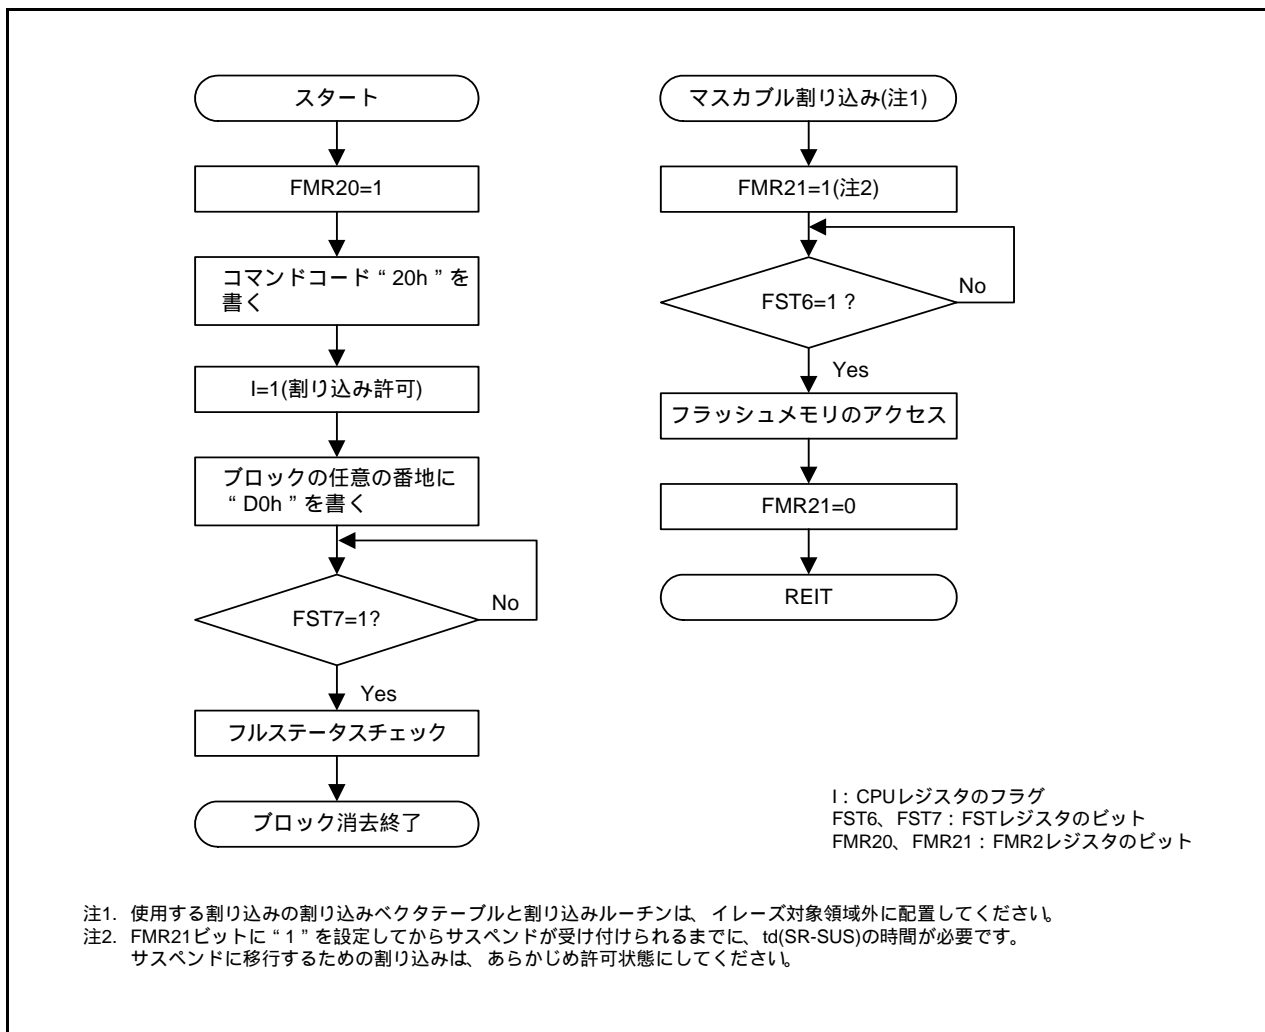 スタート
FMR20=1
コマンドコード“20h”を
書く
I=1(割り込み許可)
ブロックの任意の番地に
“D0h”を書く
FST7=1?
No
Yes
フルステータスチェック
ブロック消去終了
マスカブル割り込み(注1)
FMR21=1(注2)
FST6=1?
No
Yes
フラッシュメモリのアクセス
FMR21=0
REIT
I：CPUレジスタのフラグ
FST6、FST7：FSTレジスタのビット
FMR20、FMR21：FMR2レジスタのビット
注1. 使用する割り込みの割り込みベクタテーブルと割り込みルーチンは、イレーズ対象領域外に配置してください。
注2. FMR21ビットに“1”を設定してからサスペンドが受け付けられるまでに、td(SR-SUS)の時間が必要です。
サスペンドに移行するための割り込みは、あらかじめ許可状態にしてください。